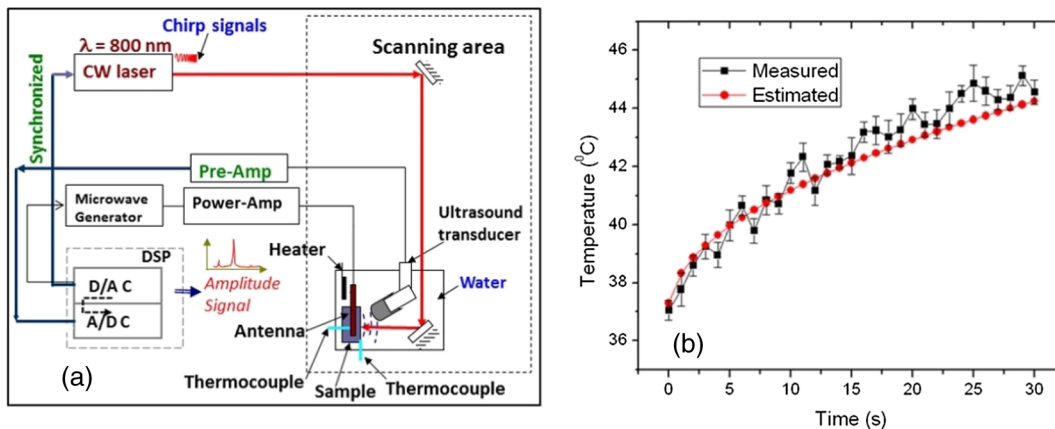 Chirp signals
λ = 800 nm
CW laser
Scanning area
Synchronized
Pre-Amp
Microwave
Generator
Power-Amp
Ultrasound
transducer
Heater
DSP
Water
D/A C
A/D C
Amplitude
Signal
Antenna
(a)
Thermocouple
Sample
Thermocouple
46
44
42
40
38
36
Temperature (⁰C)
Measured
Estimated
(b)
0 5 10 15 20 25 30
Time (s)